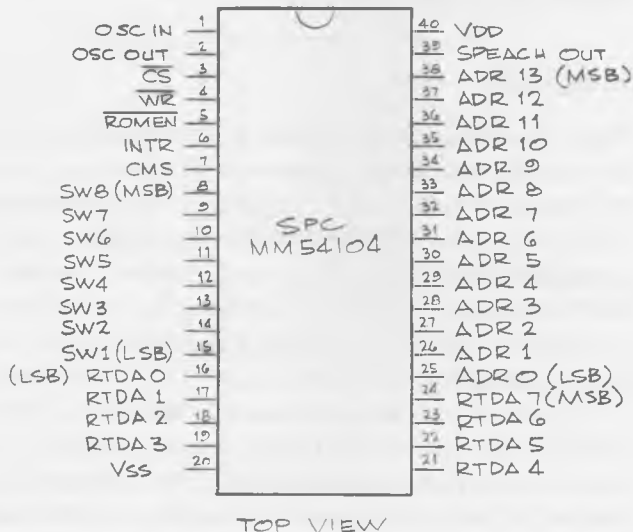 OSC IN 1 40 VDD
OSC OUT 2 39 SPEACH OUT
C̅S̅ 3 38 ADR 13 (MSB)
W̅R̅ 4 37 ADR 12
R̅O̅M̅E̅N̅ 5 36 ADR 11
INTR 6 35 ADR 10
CMS 7 34 ADR 9
SW8 (MSB) 8 33 ADR 8
SW7 9 32 ADR 7
SW6 10 31 ADR 6
SW5 11 30 ADR 5
SW4 12 29 ADR 4
SW3 13 28 ADR 3
SW2 14 27 ADR 2
SW1 (LSB) 15 26 ADR 1
(LSB) RTDA 0 16 25 ADR 0 (LSB)
RTDA 1 17 24 RTDA 7 (MSB)
RTDA 2 18 23 RTDA 6
RTDA 3 19 22 RTDA 5
VSS 20 21 RTDA 4
SPC
MM54104
TOP VIEW